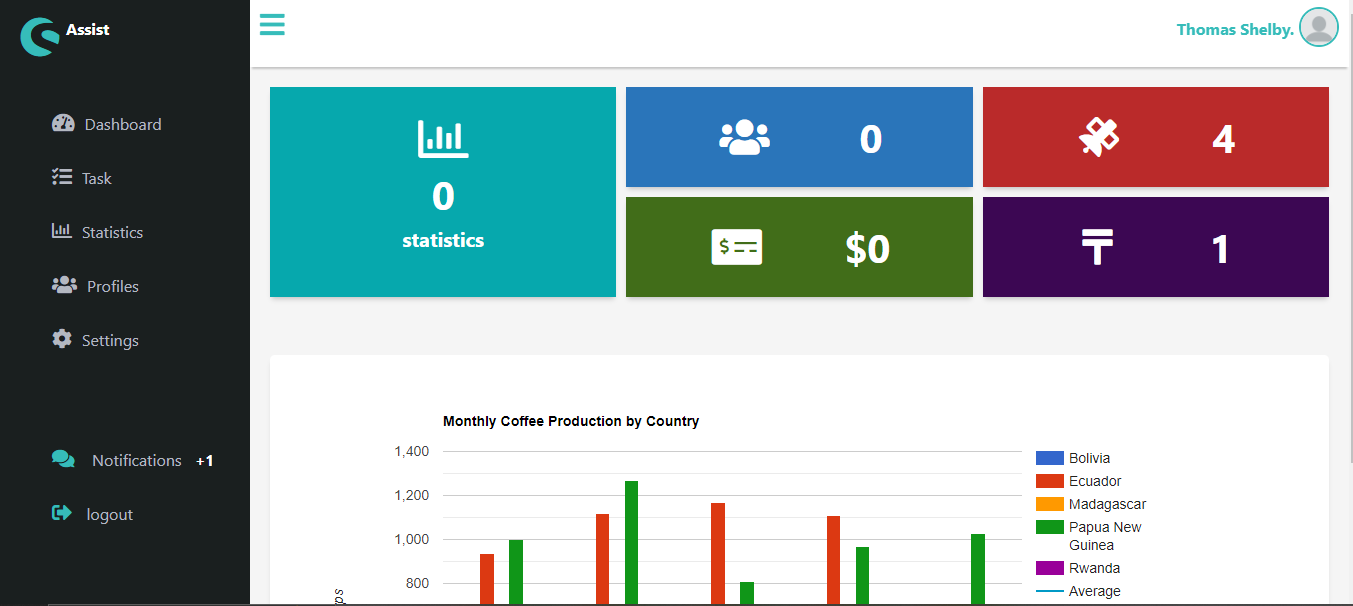 Assist
Thomas Shelby.
Dashboard
Task
Statistics
Profiles
Settings
Notifications +1
logout
0
statistics
0
4
$0
1
Monthly Coffee Production by Country
1,400
1,200
1,000
800
Bolivia
Ecuador
Madagascar
Papua New
Guinea
Rwanda
Average